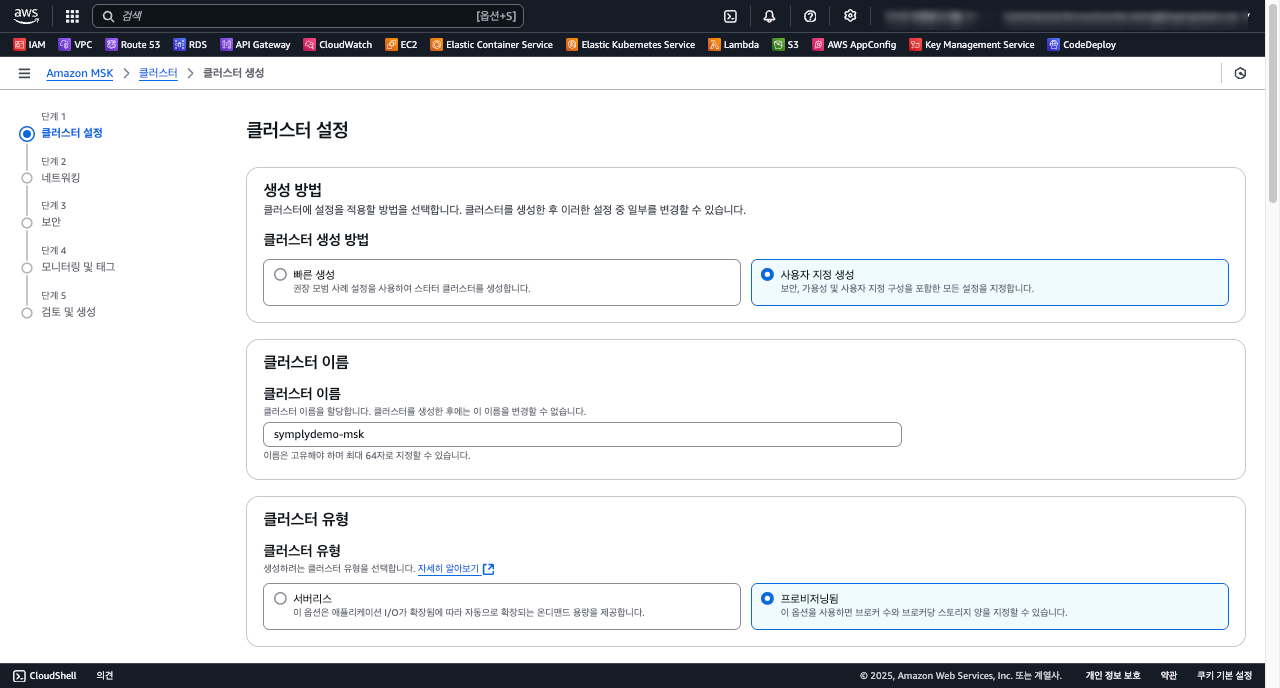 aws 검색 [옵션+S]
IAM VPC Route 53 RDS API Gateway CloudWatch EC2 Elastic Container Service Elastic Kubernetes Service Lambda S3 AWS AppConfig Key Management Service CodeDeploy
Amazon MSK 클러스터 클러스터 생성
단계 1
클러스터 설정
단계 2
네트워킹
단계 3
보안
단계 4
모니터링 및 태그
단계 5
검토 및 생성
클러스터 설정
생성 방법
클러스터에 설정을 적용할 방법을 선택합니다. 클러스터를 생성한 후 이러한 설정 중 일부를 변경할 수 있습니다.
클러스터 생성 방법
빠른 생성
권장 모범 사례 설정을 사용하여 스타터 클러스터를 생성합니다.
사용자 지정 생성
보안, 가용성 및 사용자 지정 구성을 포함한 모든 설정을 지정합니다.
클러스터 이름
클러스터 이름
클러스터 이름을 할당합니다. 클러스터를 생성한 후에는 이 이름을 변경할 수 없습니다.
symplydemo-msk
이름은 고유해야 하며 최대 64자로 지정할 수 있습니다.
클러스터 유형
클러스터 유형
생성하려는 클러스터 유형을 선택합니다. 자세히 알아보기
서버리스
이 옵션은 애플리케이션 I/O가 확장됨에 따라 자동으로 확장되는 온디맨드 용량을 제공합니다.
프로비저닝됨
이 옵션을 사용하면 브로커 수와 브로커당 스토리지 양을 지정할 수 있습니다.
CloudShell 의견 © 2025, Amazon Web Services, Inc. 또는 계열사. 개인 정보 보호 약관 쿠키 기본 설정